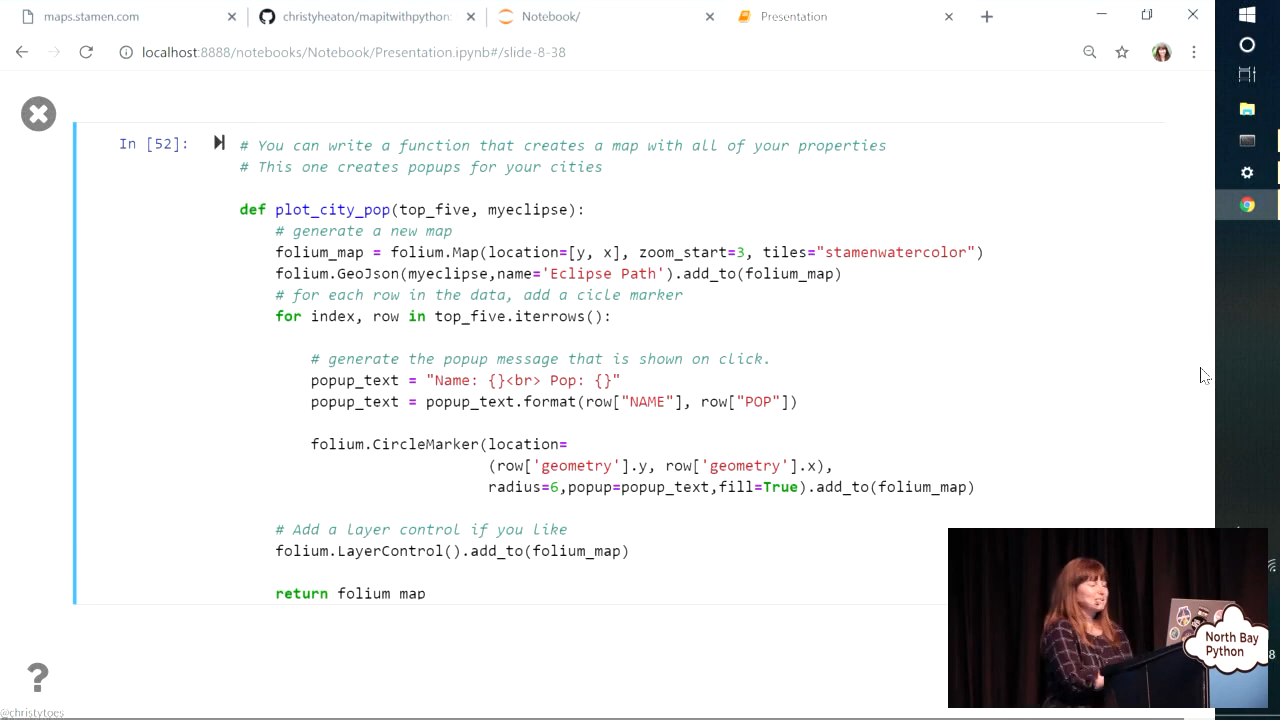 maps.stamen.com
christyheaton/mapitwithpython:
Notebook/
Presentation
localhost:8888/notebooks/Notebook/Presentation.ipynb#/slide-8-38
In [52]:
# You can write a function that creates a map with all of your properties
# This one creates popups for your cities
def plot_city_pop(top_five, myeclipse):
# generate a new map
folium_map = folium.Map(location=[y, x], zoom_start=3, tiles="stamenwatercolor")
folium.GeoJson(myeclipse,name='Eclipse Path').add_to(folium_map)
# for each row in the data, add a cicle marker
for index, row in top_five.iterrows():
# generate the popup message that is shown on click.
popup_text = "Name: {}<br> Pop: {}"
popup_text = popup_text.format(row["NAME"], row["POP"])
folium.CircleMarker(location=
(row['geometry'].y, row['geometry'].x),
radius=6,popup=popup_text,fill=True).add_to(folium_map)
# Add a layer control if you like
folium.LayerControl().add_to(folium_map)
return folium_map
North Bay
Python
8
?
@christytoes